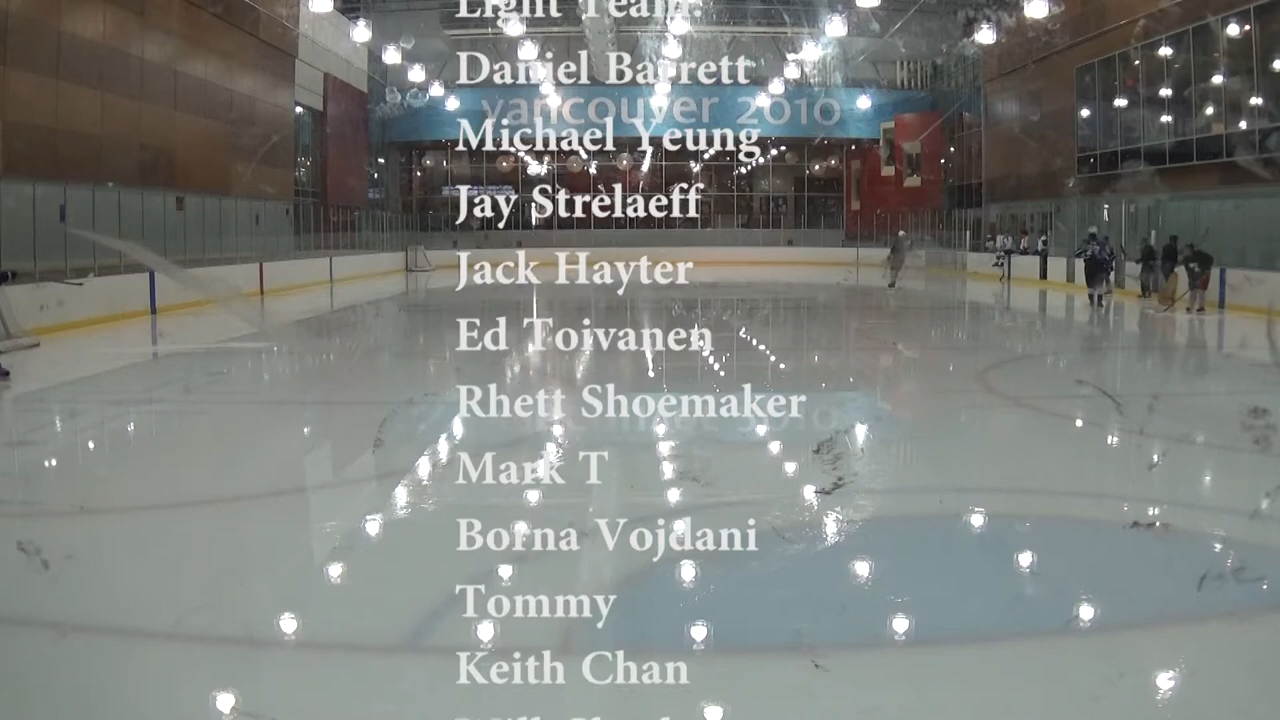 Light Team
Daniel Barrett
vancouver 2010
Michael Yeung
Jay Strelaeff
Jack Hayter
Ed Toivanen
Rhett Shoemaker
Mark T
Borna Vojdani
Tommy
Keith Chan